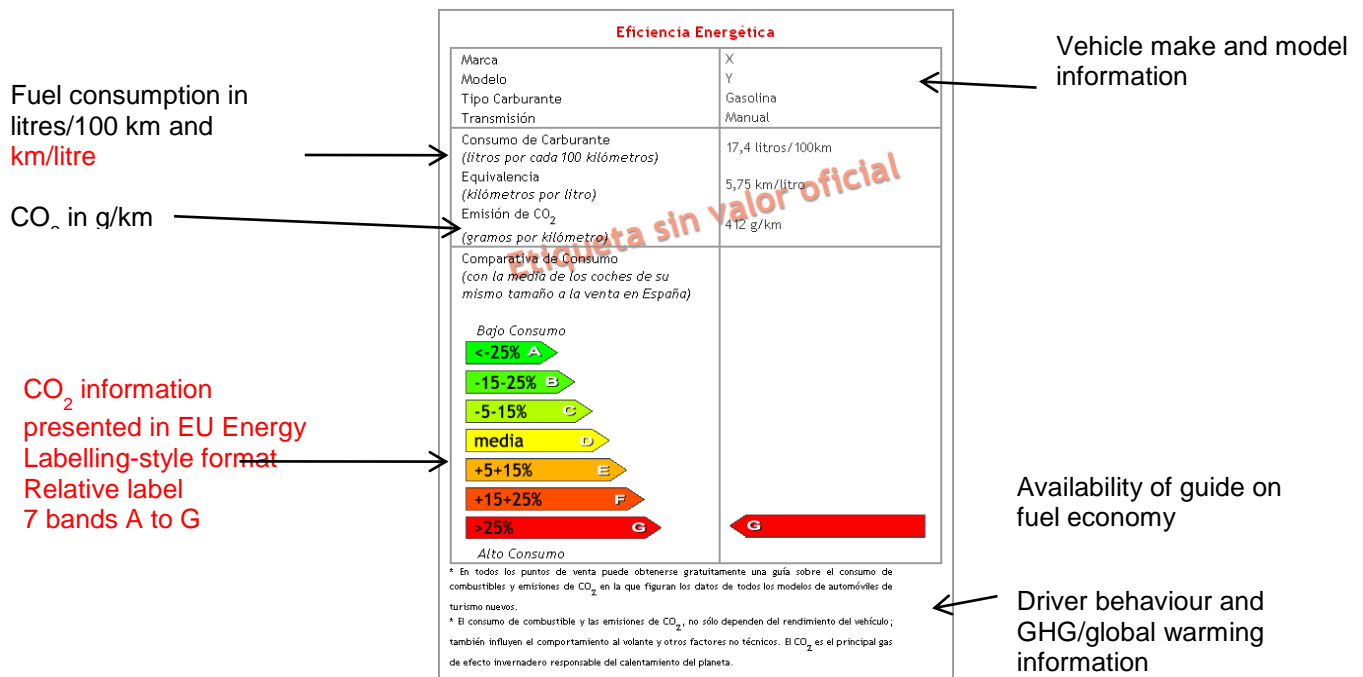 Eficiencia Energética
Vehicle make and model
information
Marca X
Modelo Y
Tipo Carburante Gasolina
Transmisión Manual
Fuel consumption in
litres/100 km and
km/litre
Consumo de Carburante
(litros por cada 100 kilómetros)
17,4 litros/100km
Equivalencia
(kilómetros por litro)
5,75 km/litro
CO2 in g/km
Emisión de CO2
(gramos por kilómetro)
412 g/km
Etiqueta sin valor oficial
Comparativa de Consumo
(con la media de los coches de su
mismo tamaño a la venta en España)
Bajo Consumo
<-25% A
-15-25% B
-5-15% C
media D
+5+15% E
+15+25% F
>25% G
G
Alto Consumo
CO2 information
presented in EU Energy
Labelling-style format
Relative label
7 bands A to G
Availability of guide on
fuel economy
* En todos los puntos de venta puede obtenerse gratuitamente una guía sobre el consumo de
combustibles y emisiones de CO2 en la que figuran los datos de todos los modelos de automóviles de
turismo nuevos.
* El consumo de combustible y las emisiones de CO2, no sólo dependen del rendimiento del vehículo;
también influyen el comportamiento al volante y otros factores no técnicos. El CO2 es el principal gas
de efecto invernadero responsable del calentamiento del planeta.
Driver behaviour and
GHG/global warming
information